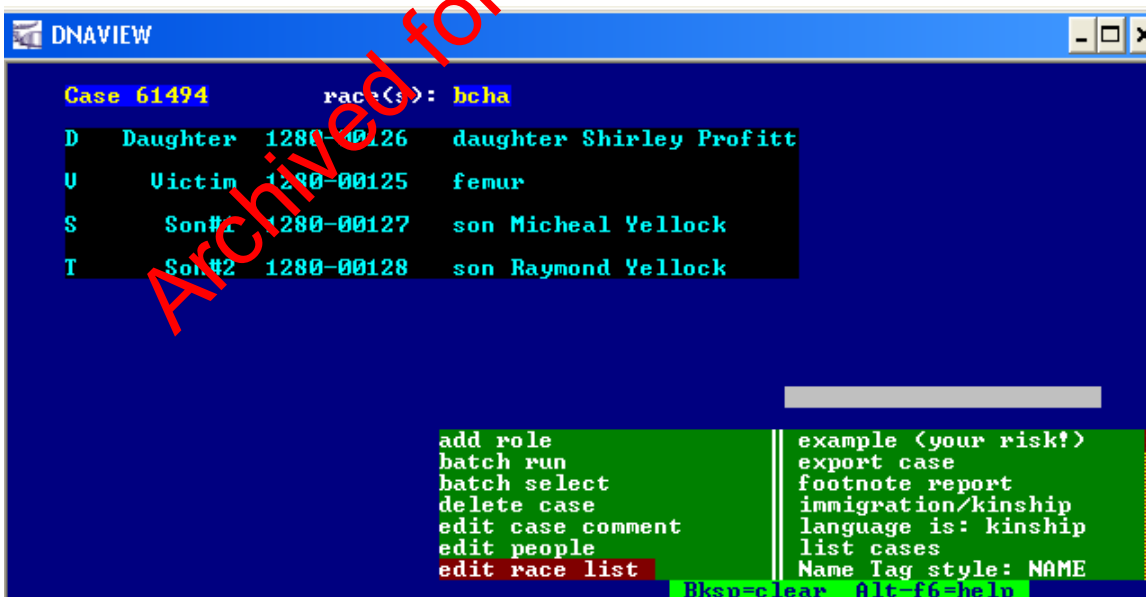 DNAVIEW
Case 61494 race(s): bcha
D Daughter 1280-00126 daughter Shirley Profitt
V Victim 1280-00125 femur
S Son#1 1280-00127 son Micheal Yellock
T Son#2 1280-00128 son Raymond Yellock
Archived for
add role
batch run
batch select
delete case
edit case comment
edit people
edit race list
example (your risk!)
export case
footnote report
immigration/kinship
language is: kinship
list cases
Name Tag style: NAME
Bksp=clear Alt-f6=help